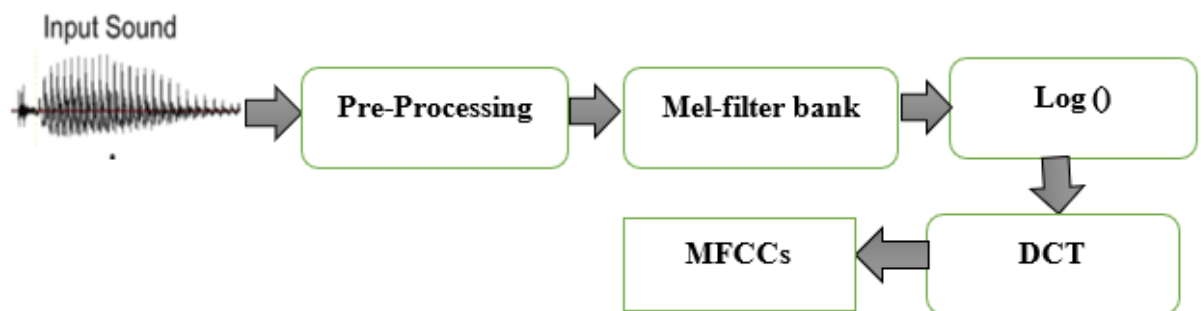 Input Sound
Pre-Processing
Mel-filter bank
Log ()
MFCCs
DCT